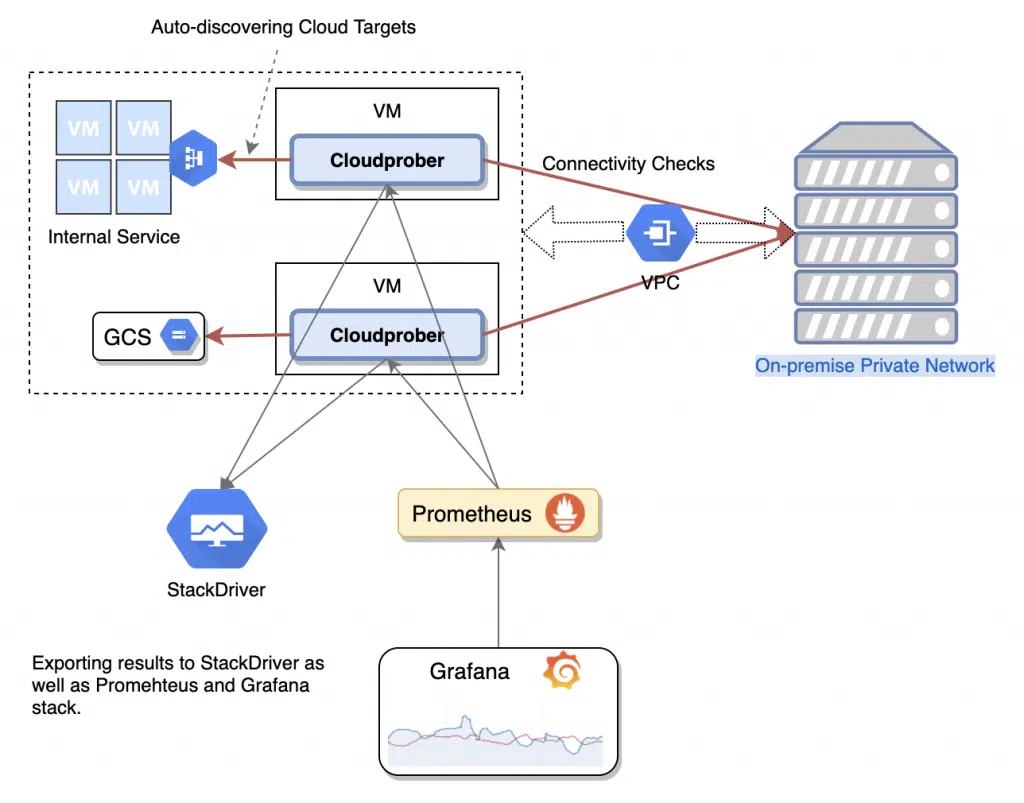 Auto-discovering Cloud Targets
VM
VM
VM
Cloudprober
Connectivity Checks
VM
VM
Internal Service
VPC
VM
GCS
Cloudprober
On-premise Private Network
Prometheus
StackDriver
Exporting results to StackDriver as
well as Promehteus and Grafana
stack.
Grafana